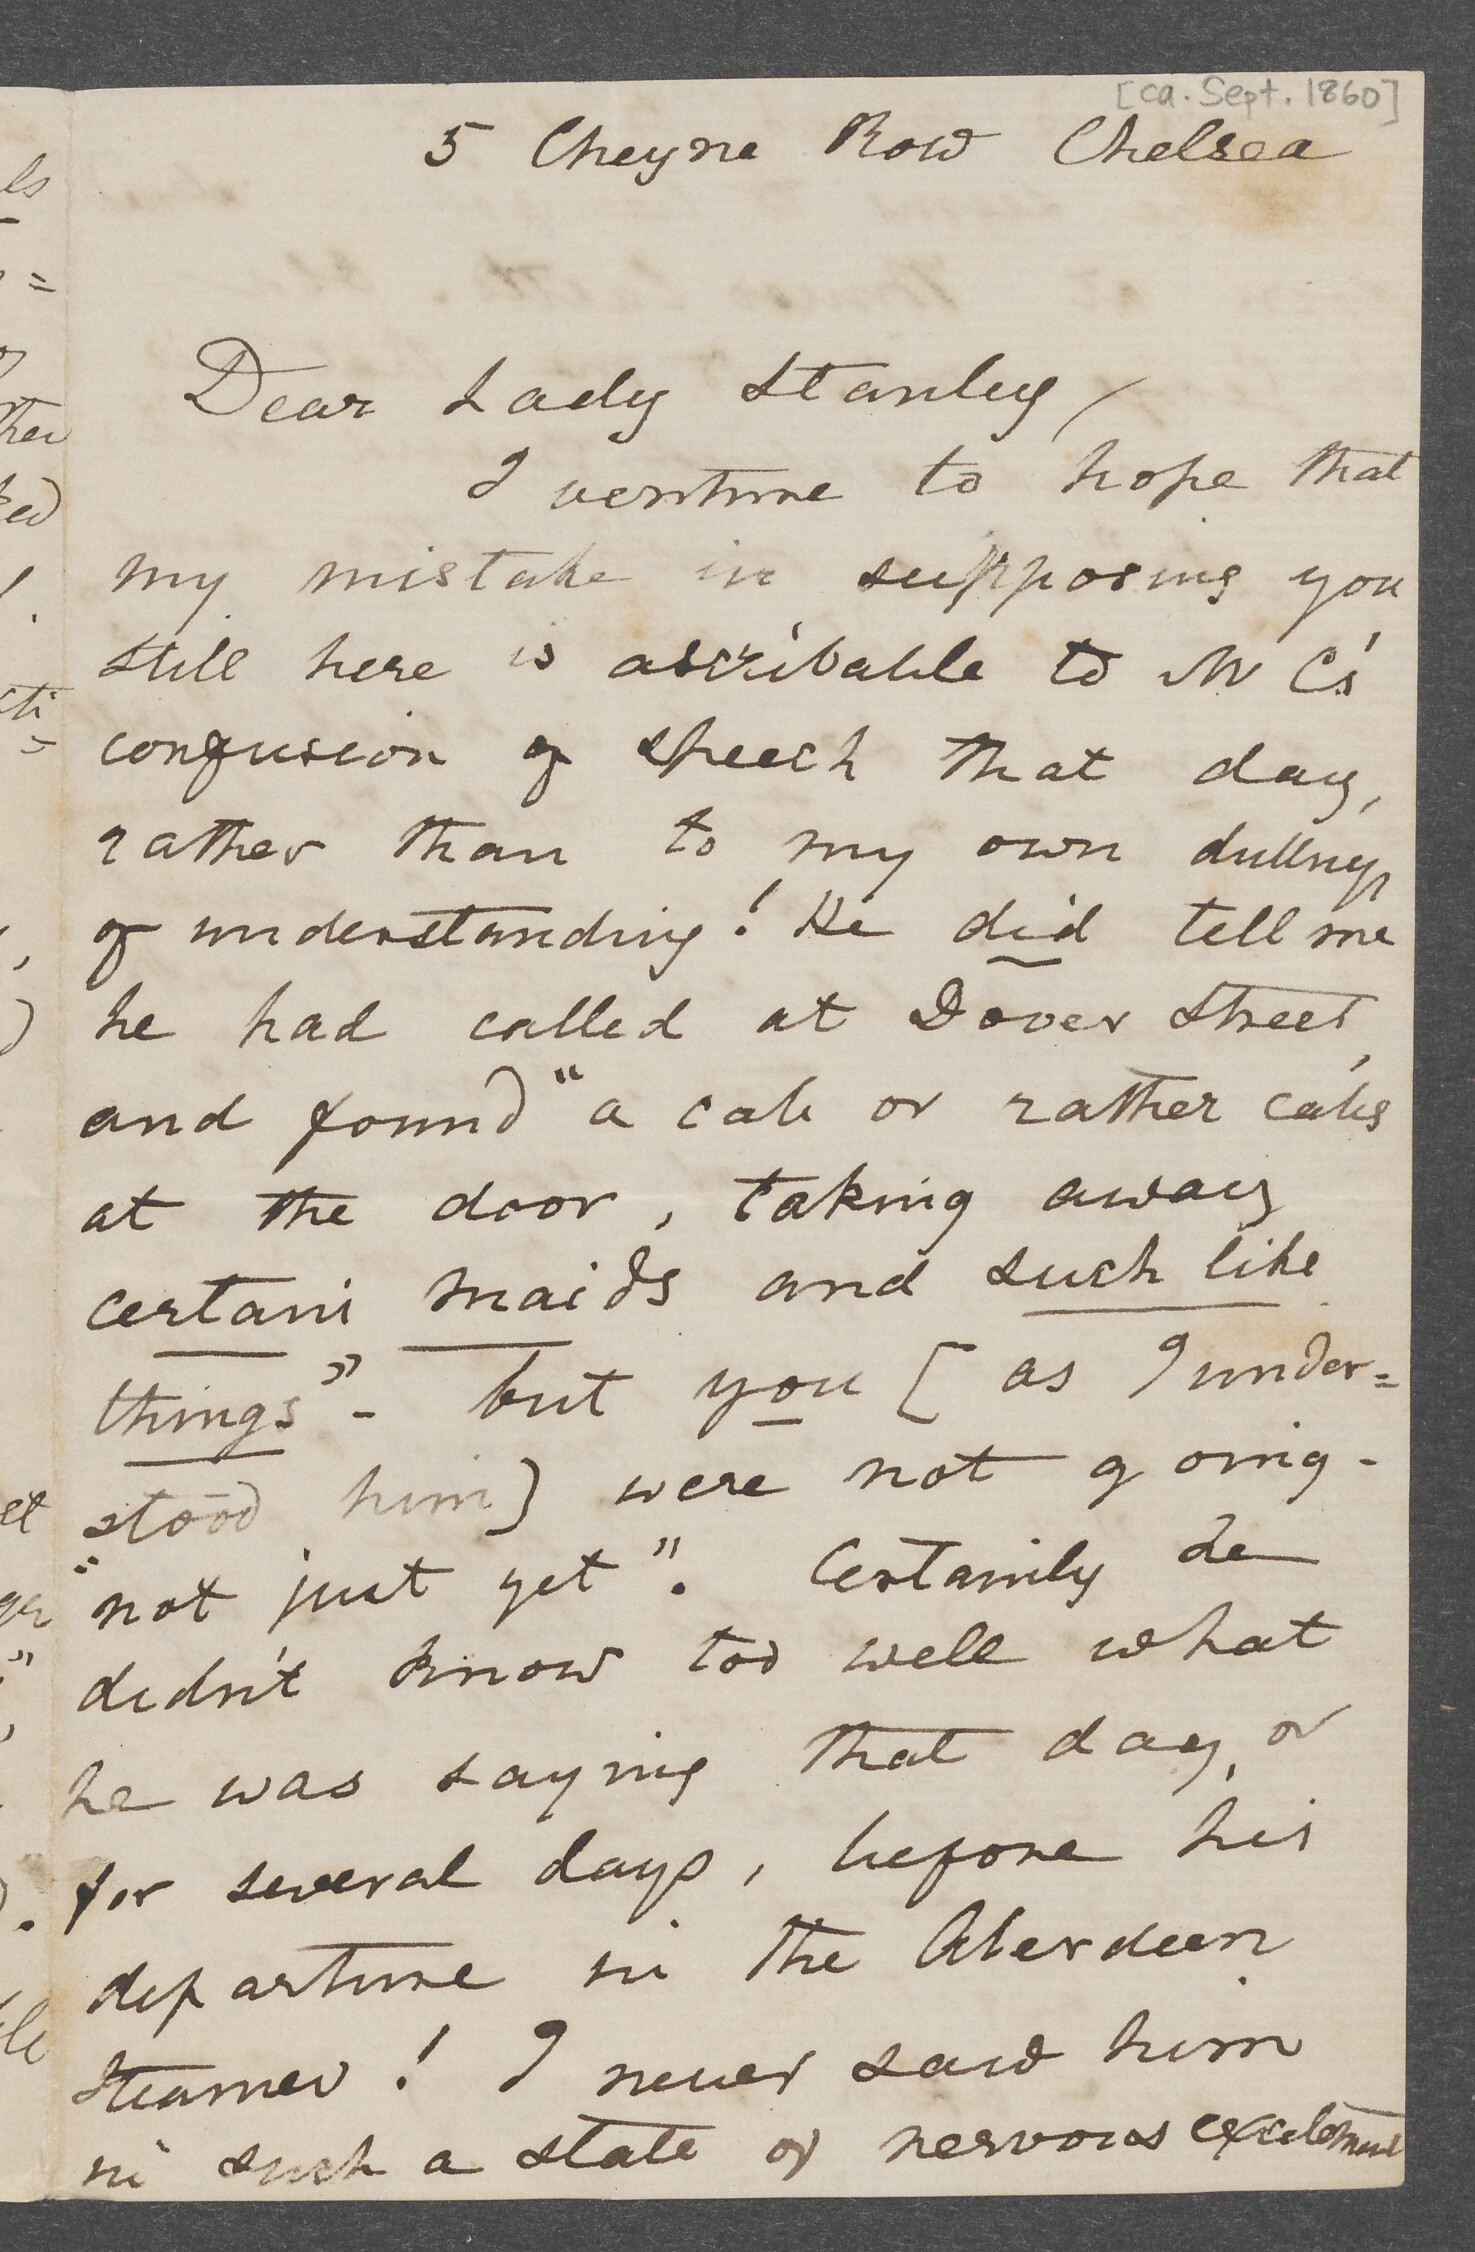 [ca. Sept. 1860]
5 Cheyne Row Chelsea
Dear Lady Stanley,
I venture to hope that
my mistake in supposing you
still here is ascribable to Mr C's
confusion of speech that day,
rather than to my own dullness
of understanding! He did tell me
he had called at Dover Street,
and found "a cab or rather cabs
at the door, taking away
certain maids and such like
things" - but you [as I under=
stood him] were not going -
"not just yet". Certainly he
didn't know too well what
he was saying that day, or
for several days, before his
departure in the Aberdeen
steamer! I never saw him
in such a state of nervous excitement